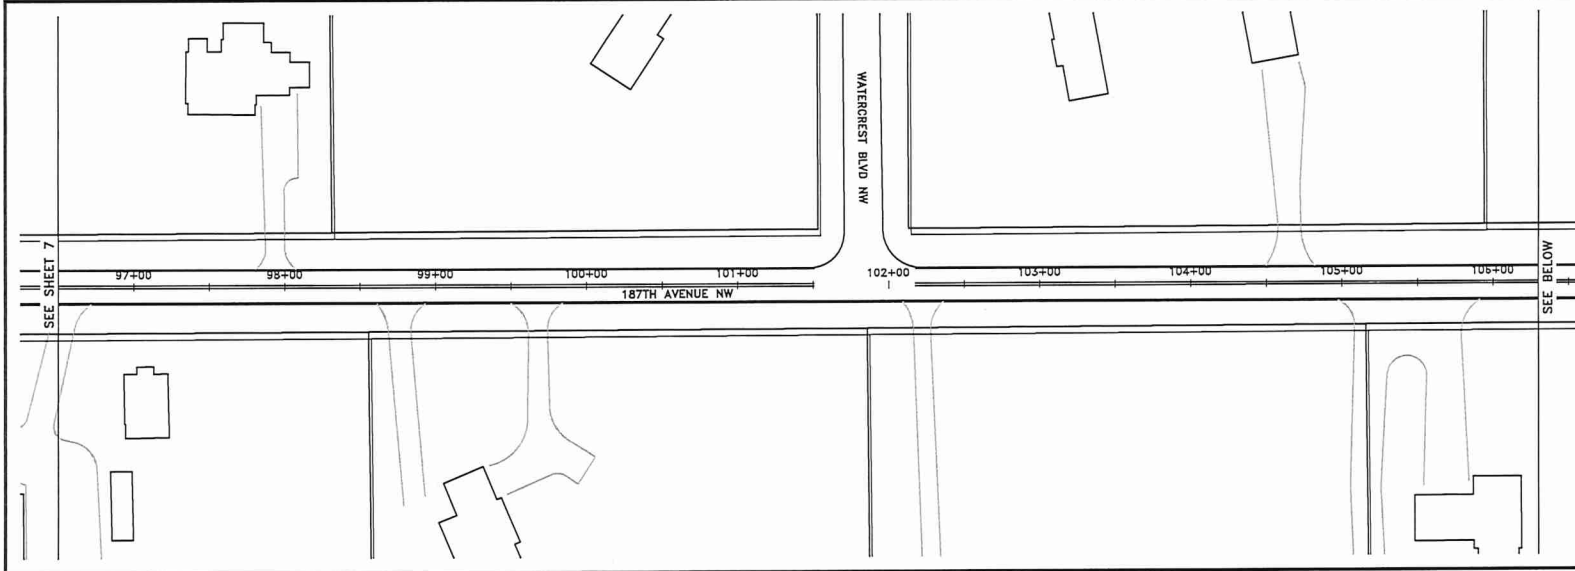 WATERCREST BLVD NW
SEE SHEET 7
97+00
98+00
99+00
100+00
101+00
102+00
103+00
104+00
105+00
106+00
187TH AVENUE NW
SEE BELOW